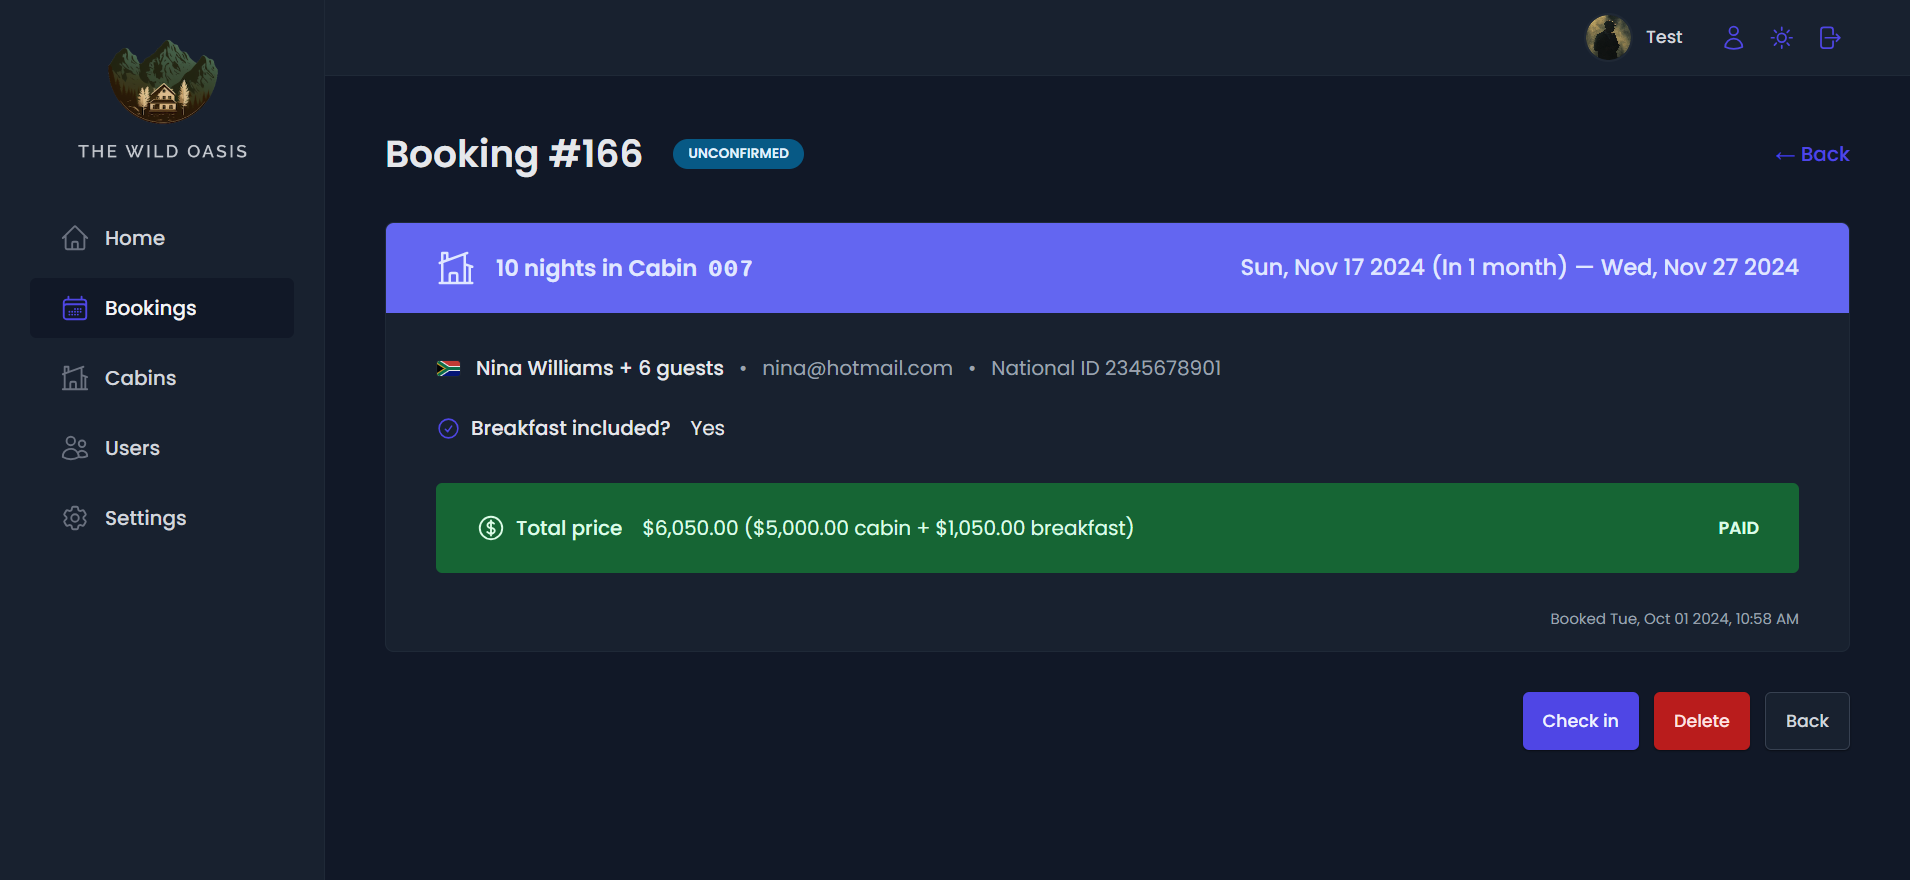 THE WILD OASIS
Home
Bookings
Cabins
Users
Settings
Test
Booking #166 UNCONFIRMED
← Back
10 nights in Cabin 007
Sun, Nov 17 2024 (In 1 month) — Wed, Nov 27 2024
Nina Williams + 6 guests • nina@hotmail.com • National ID 2345678901
Breakfast included? Yes
Total price $6,050.00 ($5,000.00 cabin + $1,050.00 breakfast) PAID
Booked Tue, Oct 01 2024, 10:58 AM
Check in Delete Back